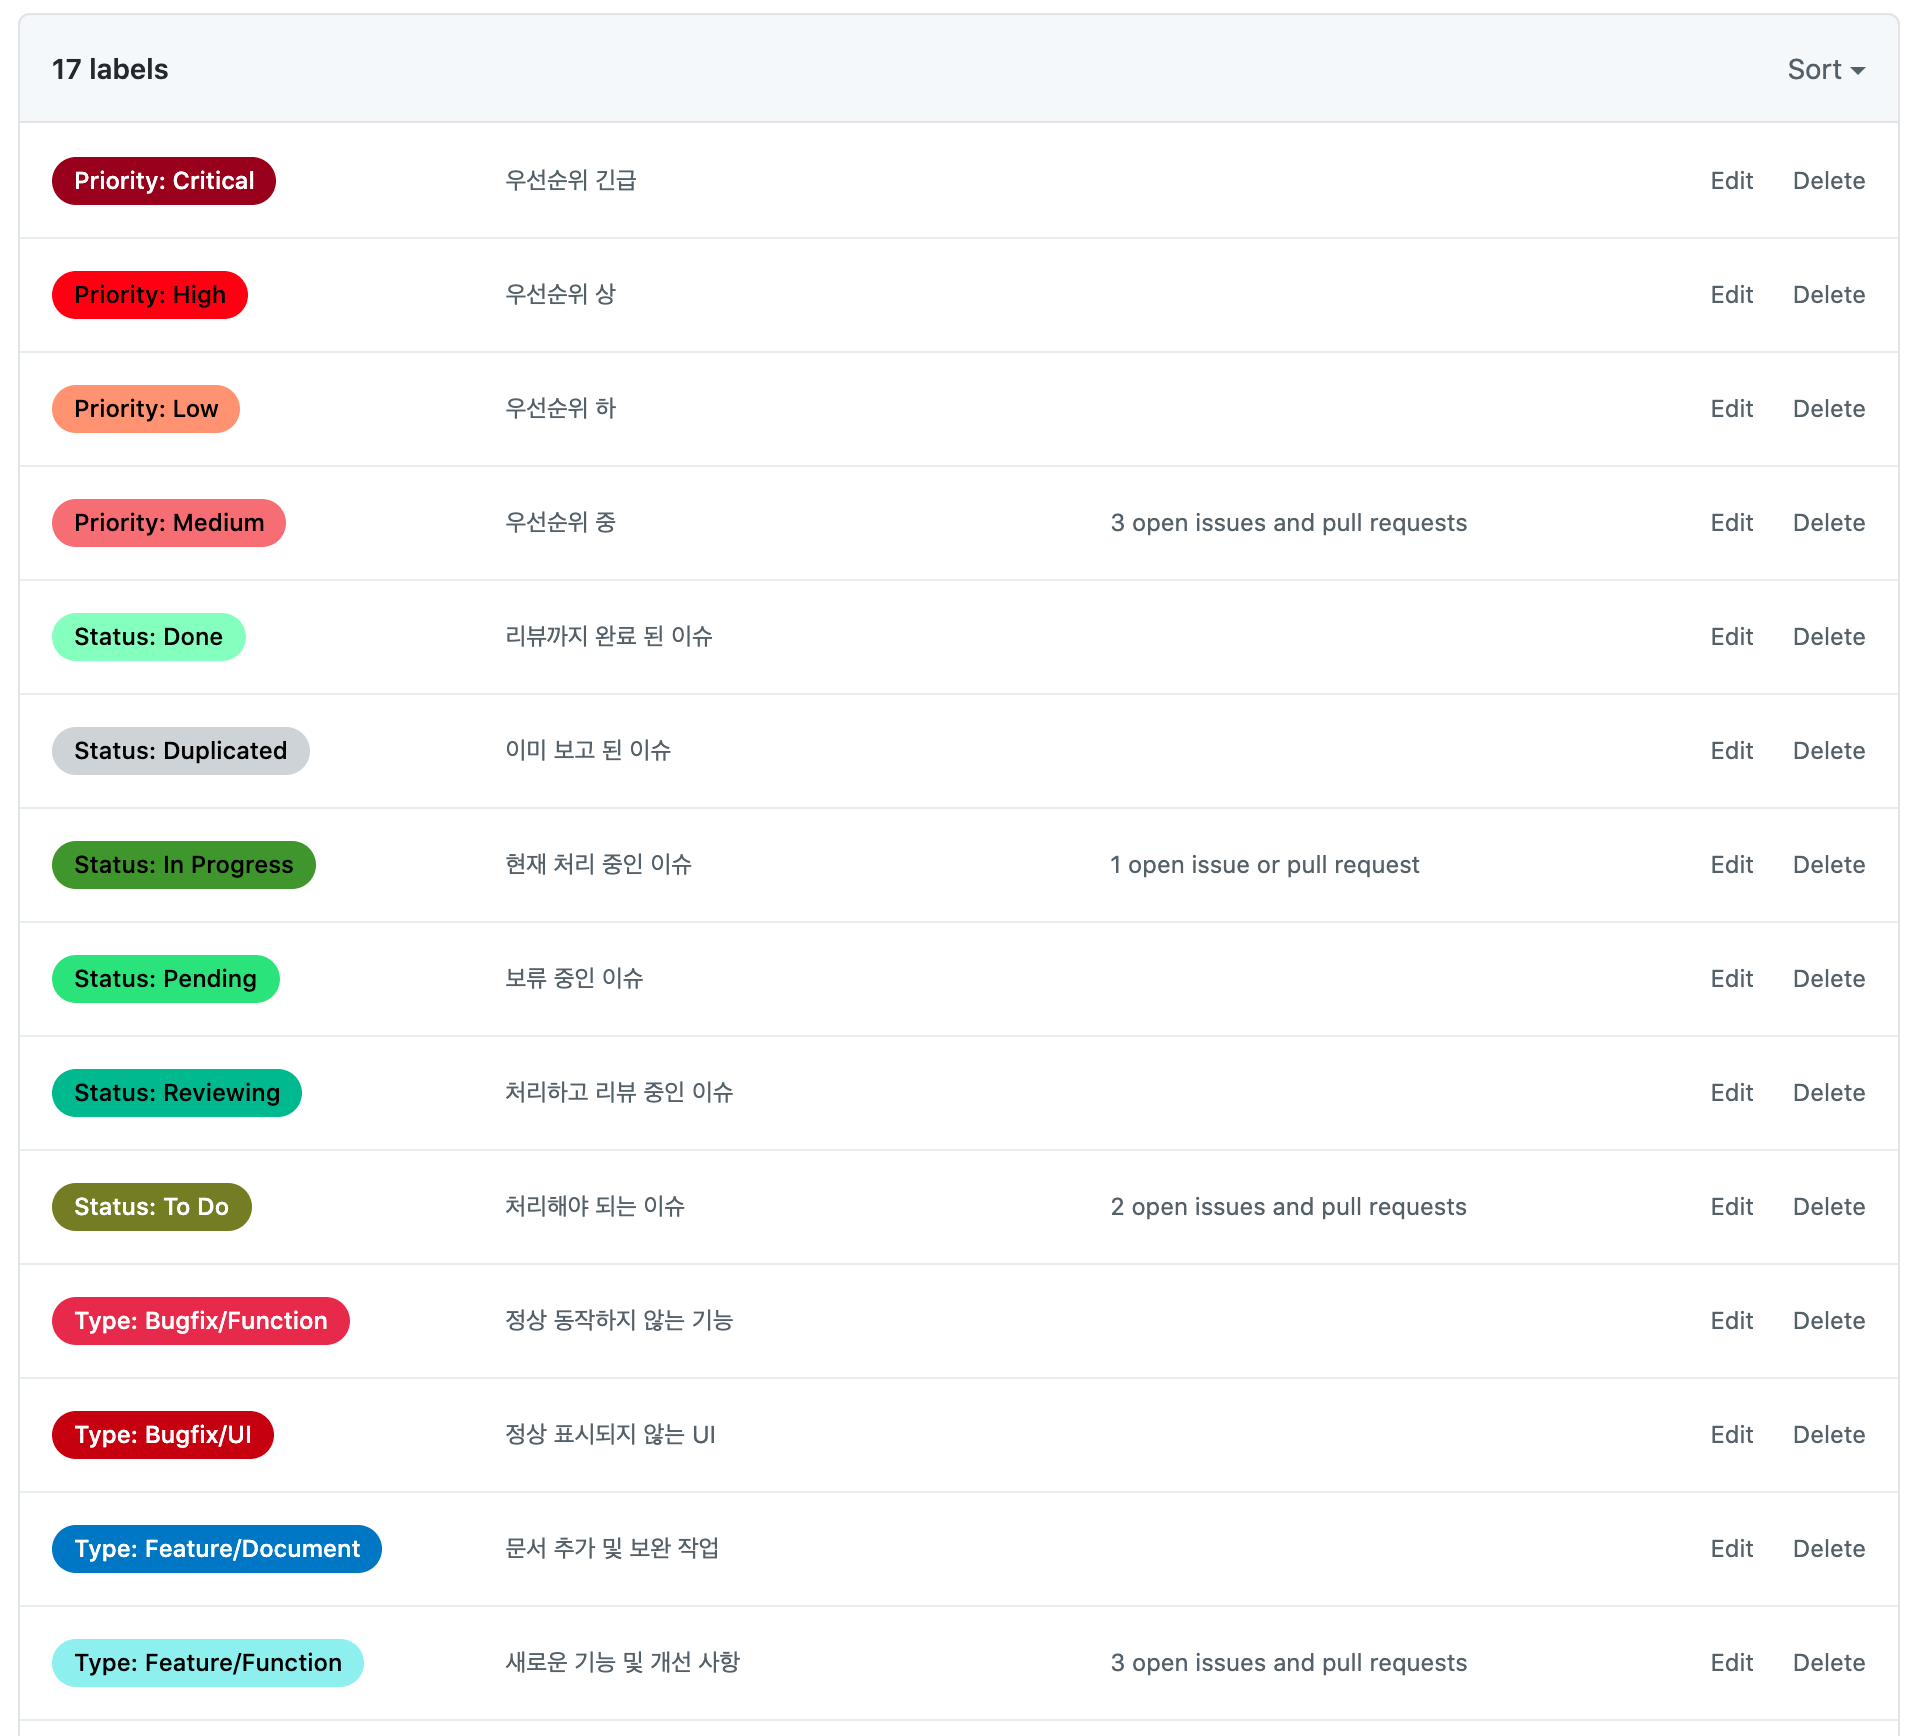 17 labels Sort
Priority: Critical 우선순위 긴급 Edit Delete
Priority: High 우선순위 상 Edit Delete
Priority: Low 우선순위 하 Edit Delete
Priority: Medium 우선순위 중 3 open issues and pull requests Edit Delete
Status: Done 리뷰까지 완료 된 이슈 Edit Delete
Status: Duplicated 이미 보고 된 이슈 Edit Delete
Status: In Progress 현재 처리 중인 이슈 1 open issue or pull request Edit Delete
Status: Pending 보류 중인 이슈 Edit Delete
Status: Reviewing 처리하고 리뷰 중인 이슈 Edit Delete
Status: To Do 처리해야 되는 이슈 2 open issues and pull requests Edit Delete
Type: Bugfix/Function 정상 동작하지 않는 기능 Edit Delete
Type: Bugfix/UI 정상 표시되지 않는 UI Edit Delete
Type: Feature/Document 문서 추가 및 보완 작업 Edit Delete
Type: Feature/Function 새로운 기능 및 개선 사항 3 open issues and pull requests Edit Delete